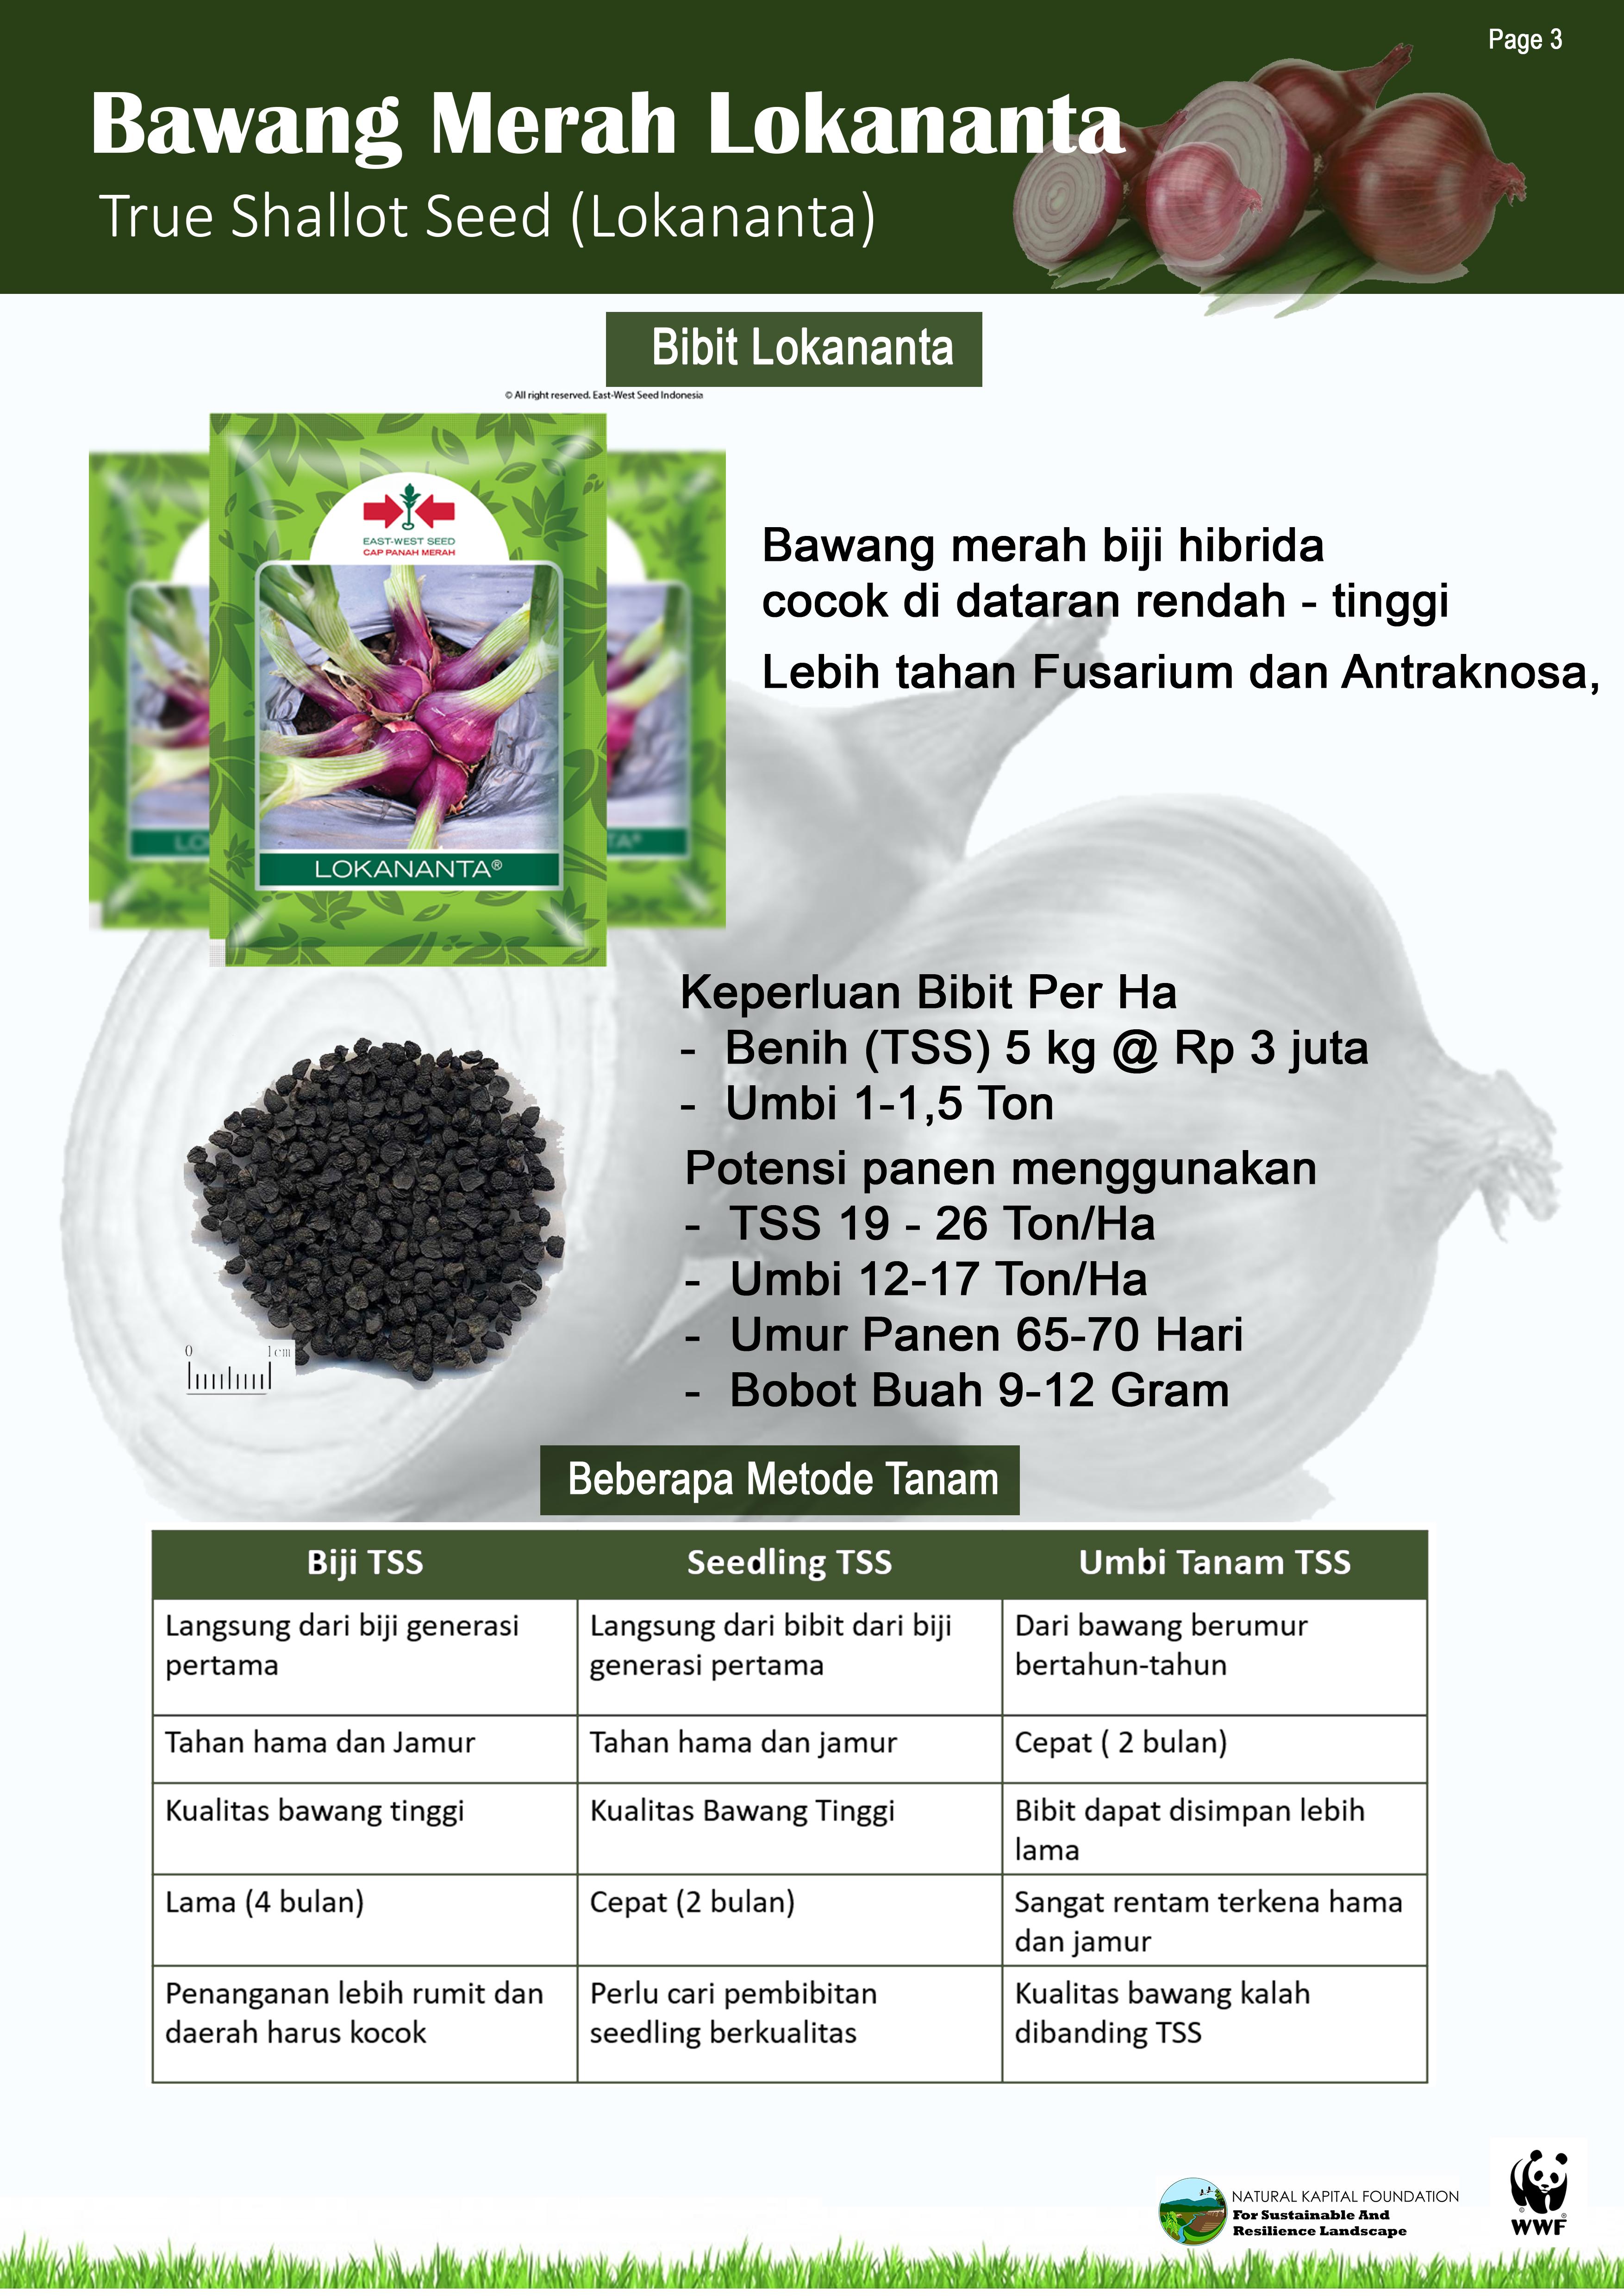 Page 3
Bawang Merah Lokananta
True Shallot Seed (Lokananta)
Bibit Lokananta
© All right reserved. East-West Seed Indonesia
EAST-WEST SEED
CAP PANAH MERAH
LOKANANTA®
LO
TA®
Bawang merah biji hibrida
cocok di dataran rendah - tinggi
Lebih tahan Fusarium dan Antraknosa,
Keperluan Bibit Per Ha
- Benih (TSS) 5 kg @ Rp 3 juta
- Umbi 1-1,5 Ton
Potensi panen menggunakan
- TSS 19 - 26 Ton/Ha
- Umbi 12-17 Ton/Ha
- Umur Panen 65-70 Hari
- Bobot Buah 9-12 Gram
0 1cm
Beberapa Metode Tanam
Biji TSS Seedling TSS Umbi Tanam TSS
Langsung dari biji generasi
pertama
Langsung dari bibit dari biji
generasi pertama
Dari bawang berumur
bertahun-tahun
Tahan hama dan Jamur
Tahan hama dan jamur
Cepat ( 2 bulan)
Kualitas bawang tinggi
Kualitas Bawang Tinggi
Bibit dapat disimpan lebih
lama
Lama (4 bulan)
Cepat (2 bulan)
Sangat rentam terkena hama
dan jamur
Penanganan lebih rumit dan
daerah harus kocok
Perlu cari pembibitan
seedling berkualitas
Kualitas bawang kalah
dibanding TSS
NATURAL KAPITAL FOUNDATION
For Sustainable And
Resilience Landscape
WWF